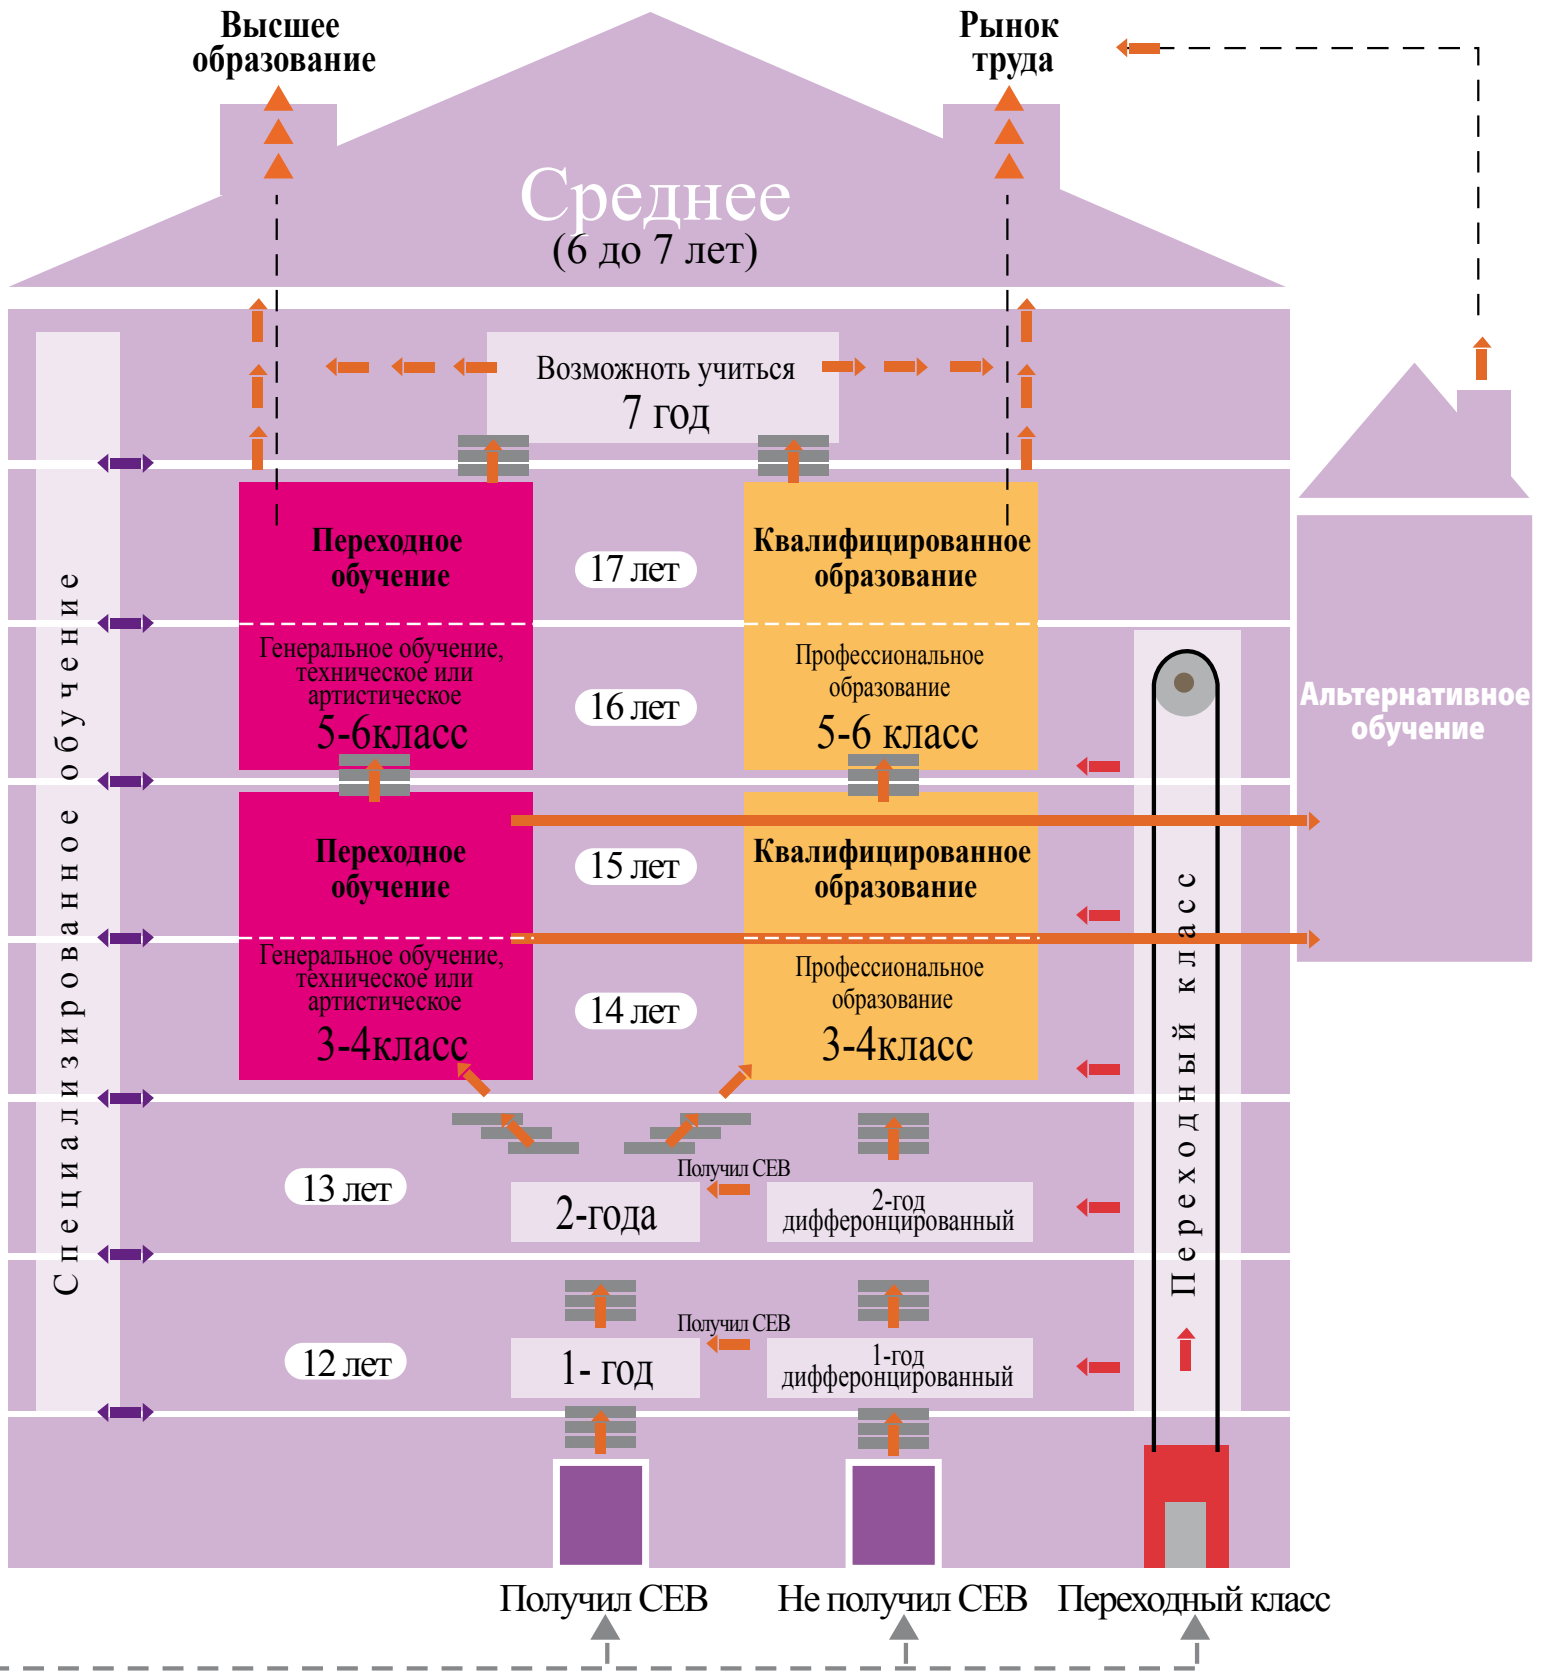 Высшее
образование
Рынок
труда
Среднее
(6 до 7 лет)
Возможноть учиться
7 год
Переходное
обучение
17 лет
Квалифицированное
образование
Генеральное обучение,
техническое или
артистическое
5-6класс
16 лет
Профессиональное
образование
5-6 класс
Альтернативное
обучение
Переходное
обучение
15 лет
Квалифицированное
образование
Генеральное обучение,
техническое или
артистическое
3-4класс
14 лет
Профессиональное
образование
3-4класс
Специализированное обучение
Переходный класс
13 лет
2-года
Получил СЕВ
2-год
дифферонцированный
12 лет
1- год
Получил СЕВ
1-год
дифферонцированный
Получил СЕВ
Не получил СЕВ
Переходный класс